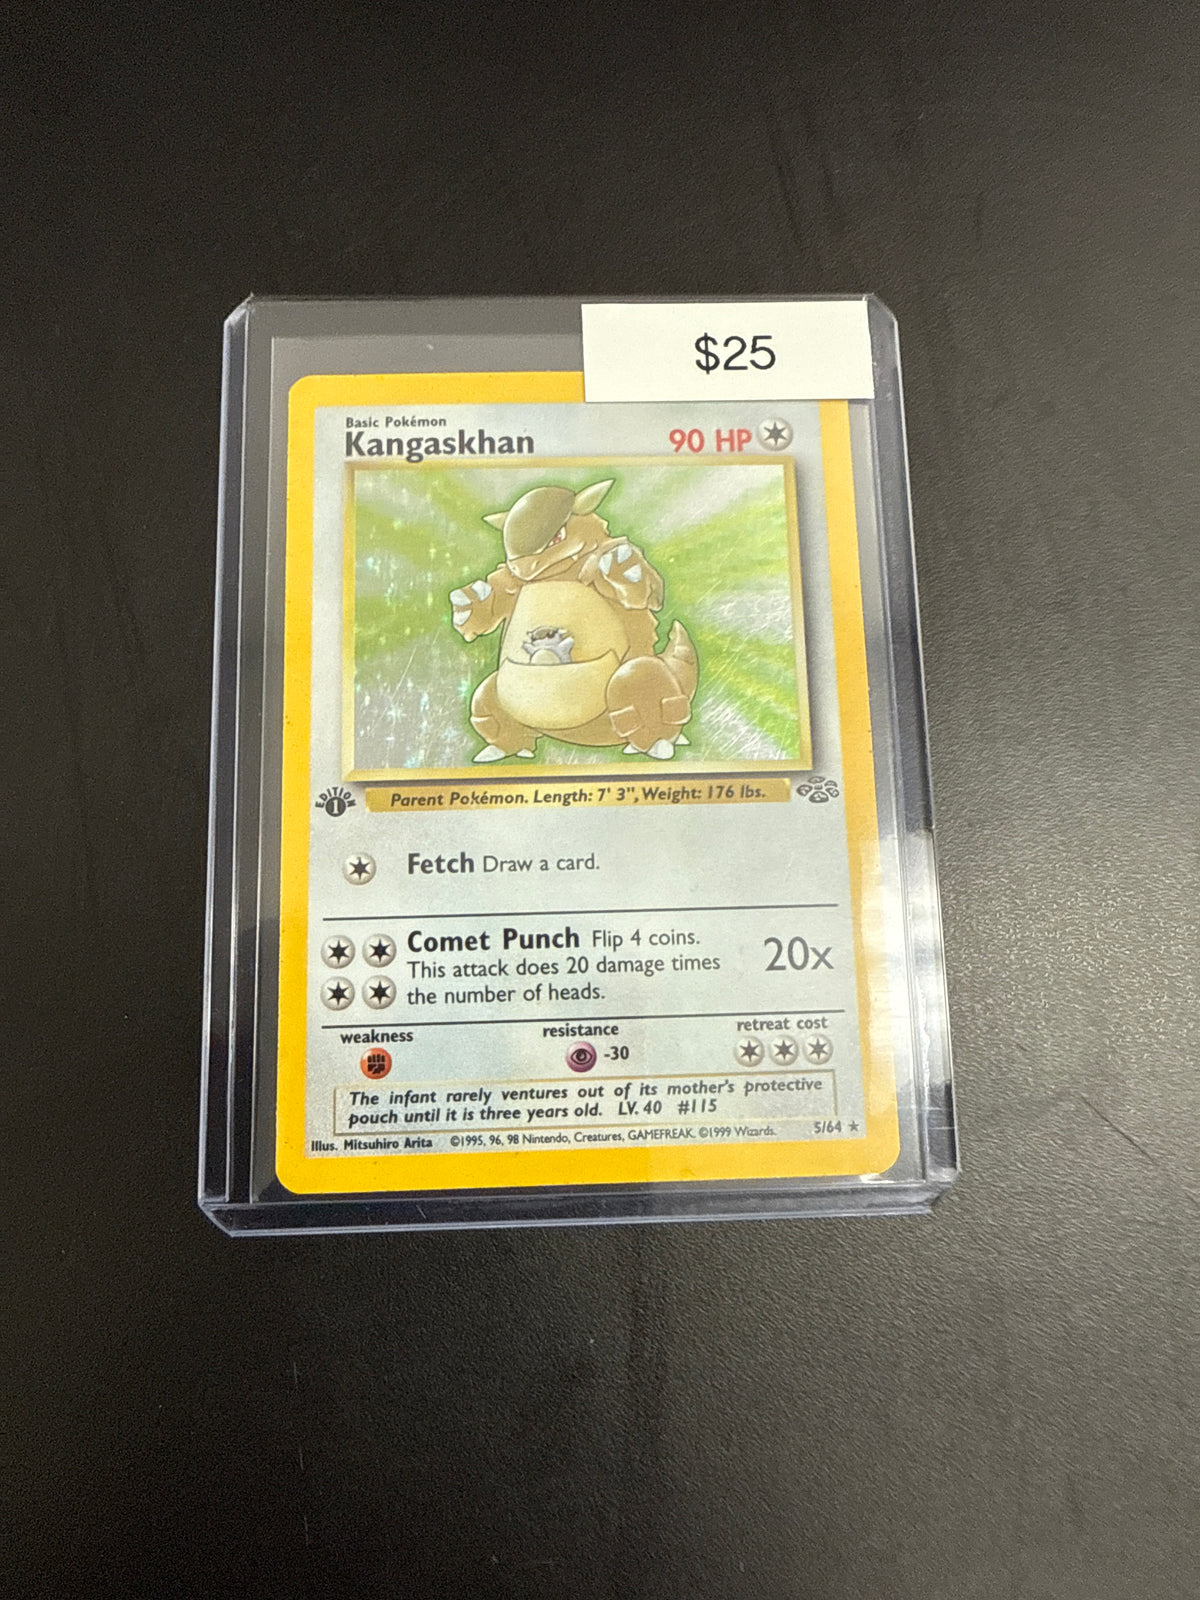 $25
Basic Pokémon
Kangaskhan 90 HP
EDITION 1
Parent Pokémon. Length: 7' 3", Weight: 176 lbs.
Fetch Draw a card.
Comet Punch Flip 4 coins.
This attack does 20 damage times
the number of heads.
20x
weakness resistance retreat cost
-30
The infant rarely ventures out of its mother's protective
pouch until it is three years old. LV. 40 #115
Illus. Mitsuhiro Arita ©1995, 96, 98 Nintendo, Creatures, GAMEFREAK. ©1999 Wizards. 5/64 ★